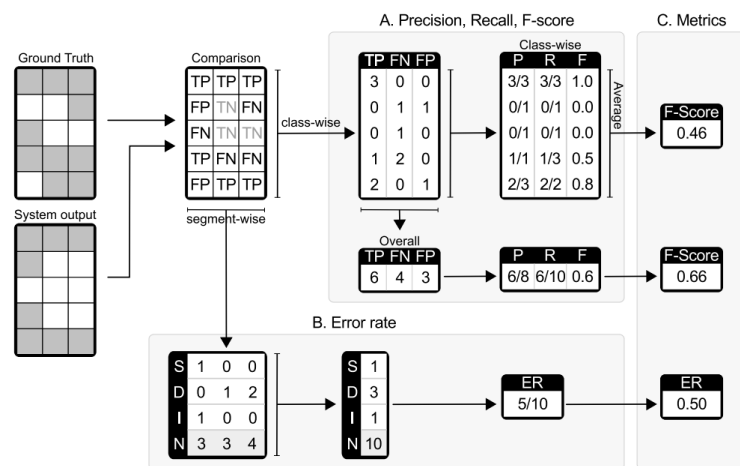 A. Precision, Recall, F-score
C. Metrics
Ground Truth
Comparison
TP TP TP
FP TN FN
FN TN TN
TP FN FN
FP TP TP
class-wise
segment-wise
System output
TP FN FP
3 0 0
0 1 1
0 1 0
1 2 0
2 0 1
Class-wise
P R F
3/3 3/3 1.0
0/1 0/1 0.0
0/1 0/1 0.0
1/1 1/3 0.5
2/3 2/2 0.8
Average
F-Score
0.46
Overall
TP FN FP
6 4 3
P R F
6/8 6/10 0.6
F-Score
0.66
B. Error rate
S 1 0 0
D 0 1 2
I 1 0 0
N 3 3 4
S 1
D 3
I 1
N 10
ER
5/10
ER
0.50